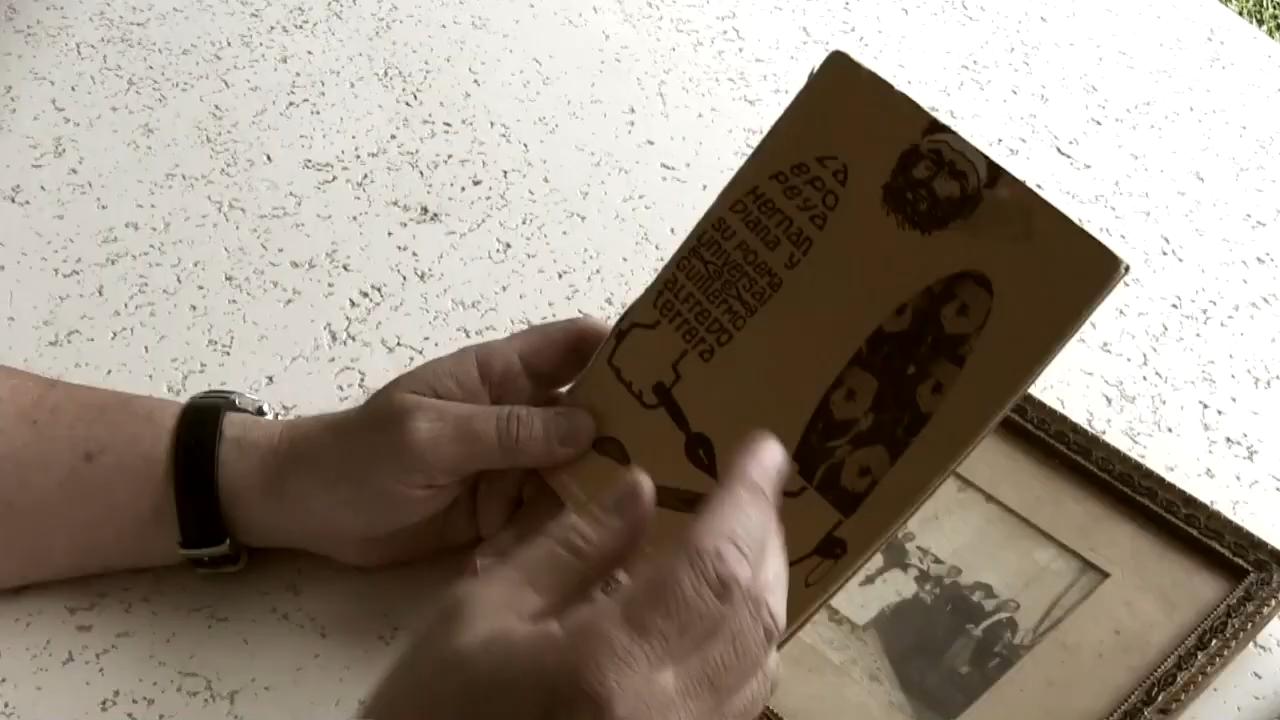 La
epo
peya
Hernan
Diana y
su poema
universal
Guillermo
alfredo
terrera